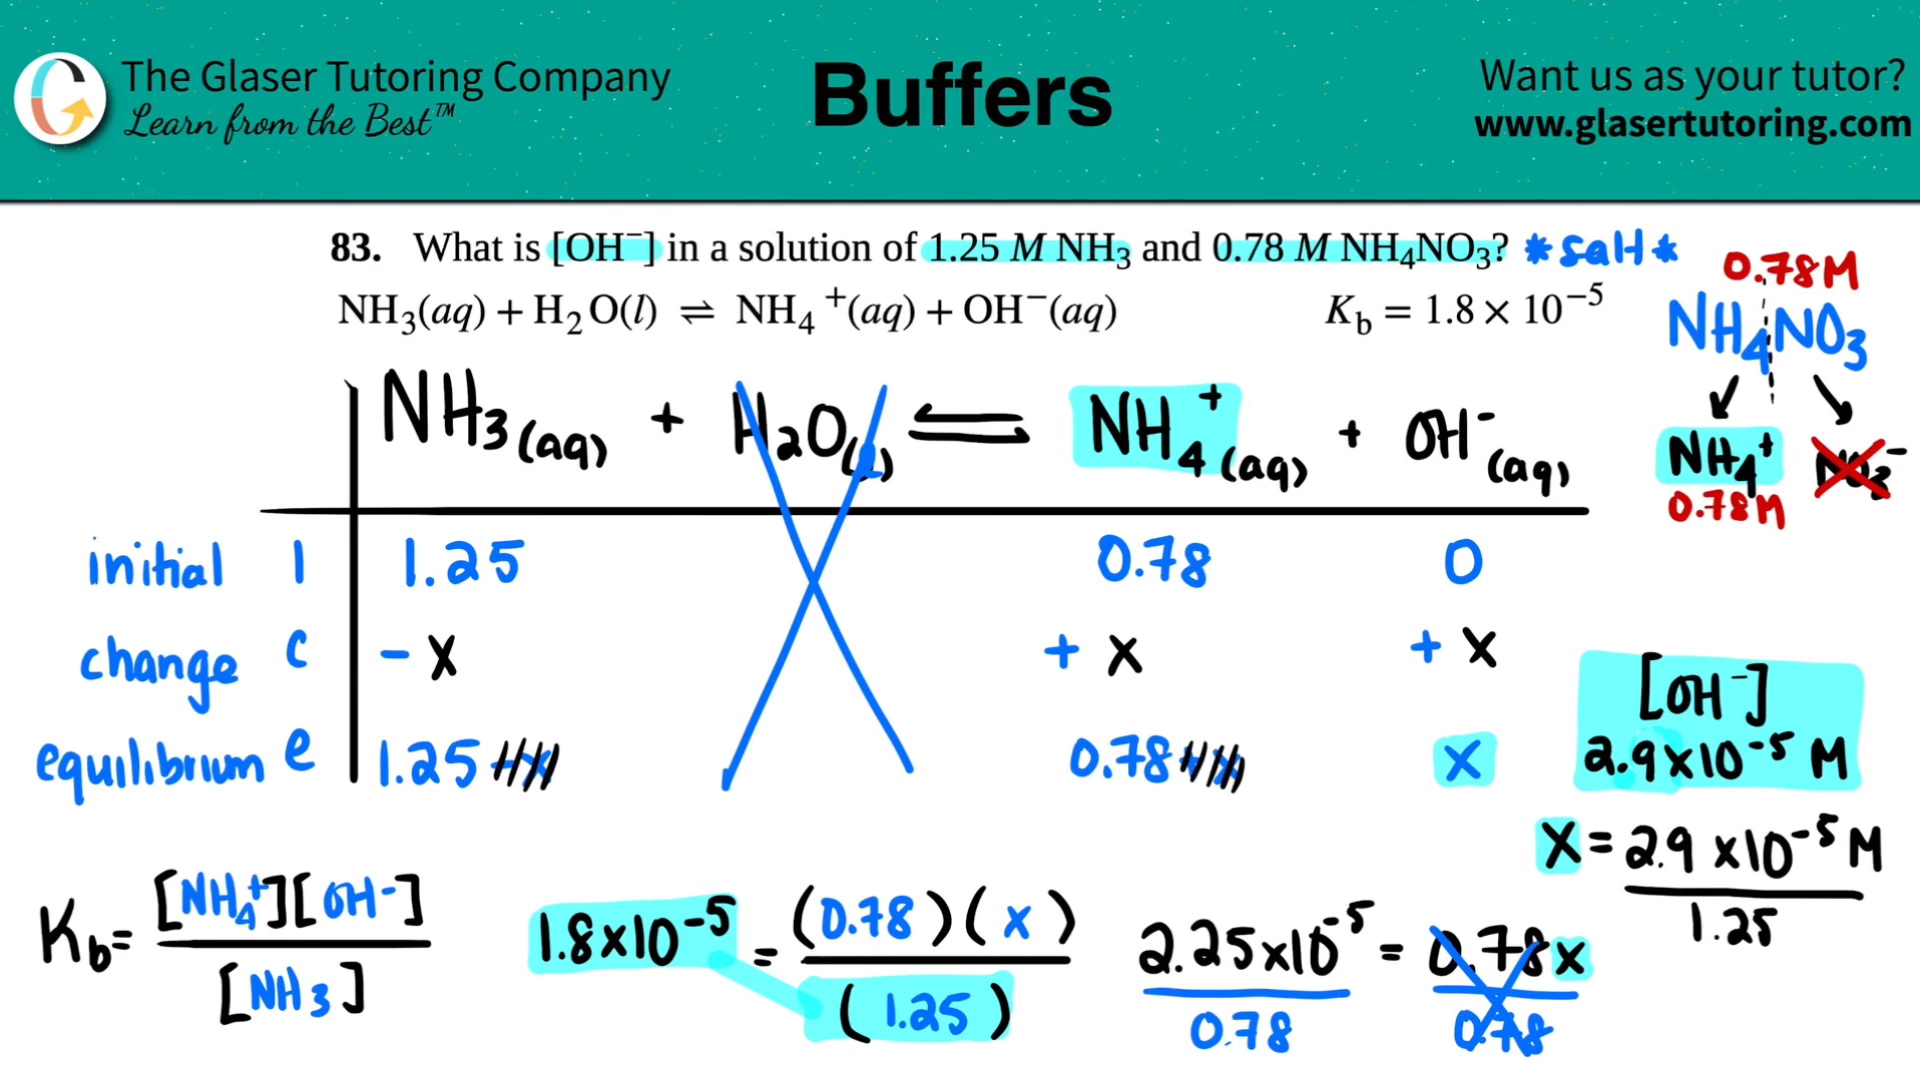 The Glaser Tutoring Company
Learn from the Best™
Buffers
Want us as your tutor?
www.glasertutoring.com
83. What is [OH⁻] in a solution of 1.25 M NH₃ and 0.78 M NH₄NO₃? *salt*
NH₃(aq) + H₂O(l) ⇌ NH₄⁺(aq) + OH⁻(aq) K_b = 1.8 × 10⁻⁵
0.78M
NH₄NO₃
NH₄⁺ NO₃⁻
0.78M
NH₃(aq) + H₂O(l) ⇌ NH₄⁺(aq) + OH⁻(aq)
initial I 1.25 0.78 0
change C - x + x + x
equilibrium e 1.25 -x 0.78 +x x
[OH⁻]
2.9x10⁻⁵ M
x = 2.9 x10⁻⁵ M
1.25
K_b = [NH₄⁺][OH⁻]
[NH₃]
1.8x10⁻⁵ = (0.78)(x)
(1.25)
2.25x10⁻⁵ = 0.78x
0.78 0.78